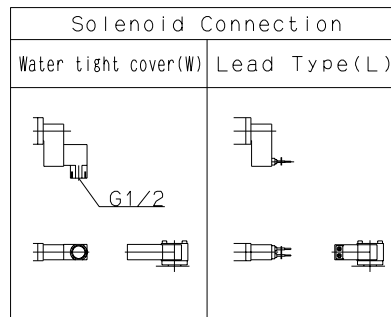 Solenoid Connection
Water tight cover(W)
Lead Type(L)
G1/2